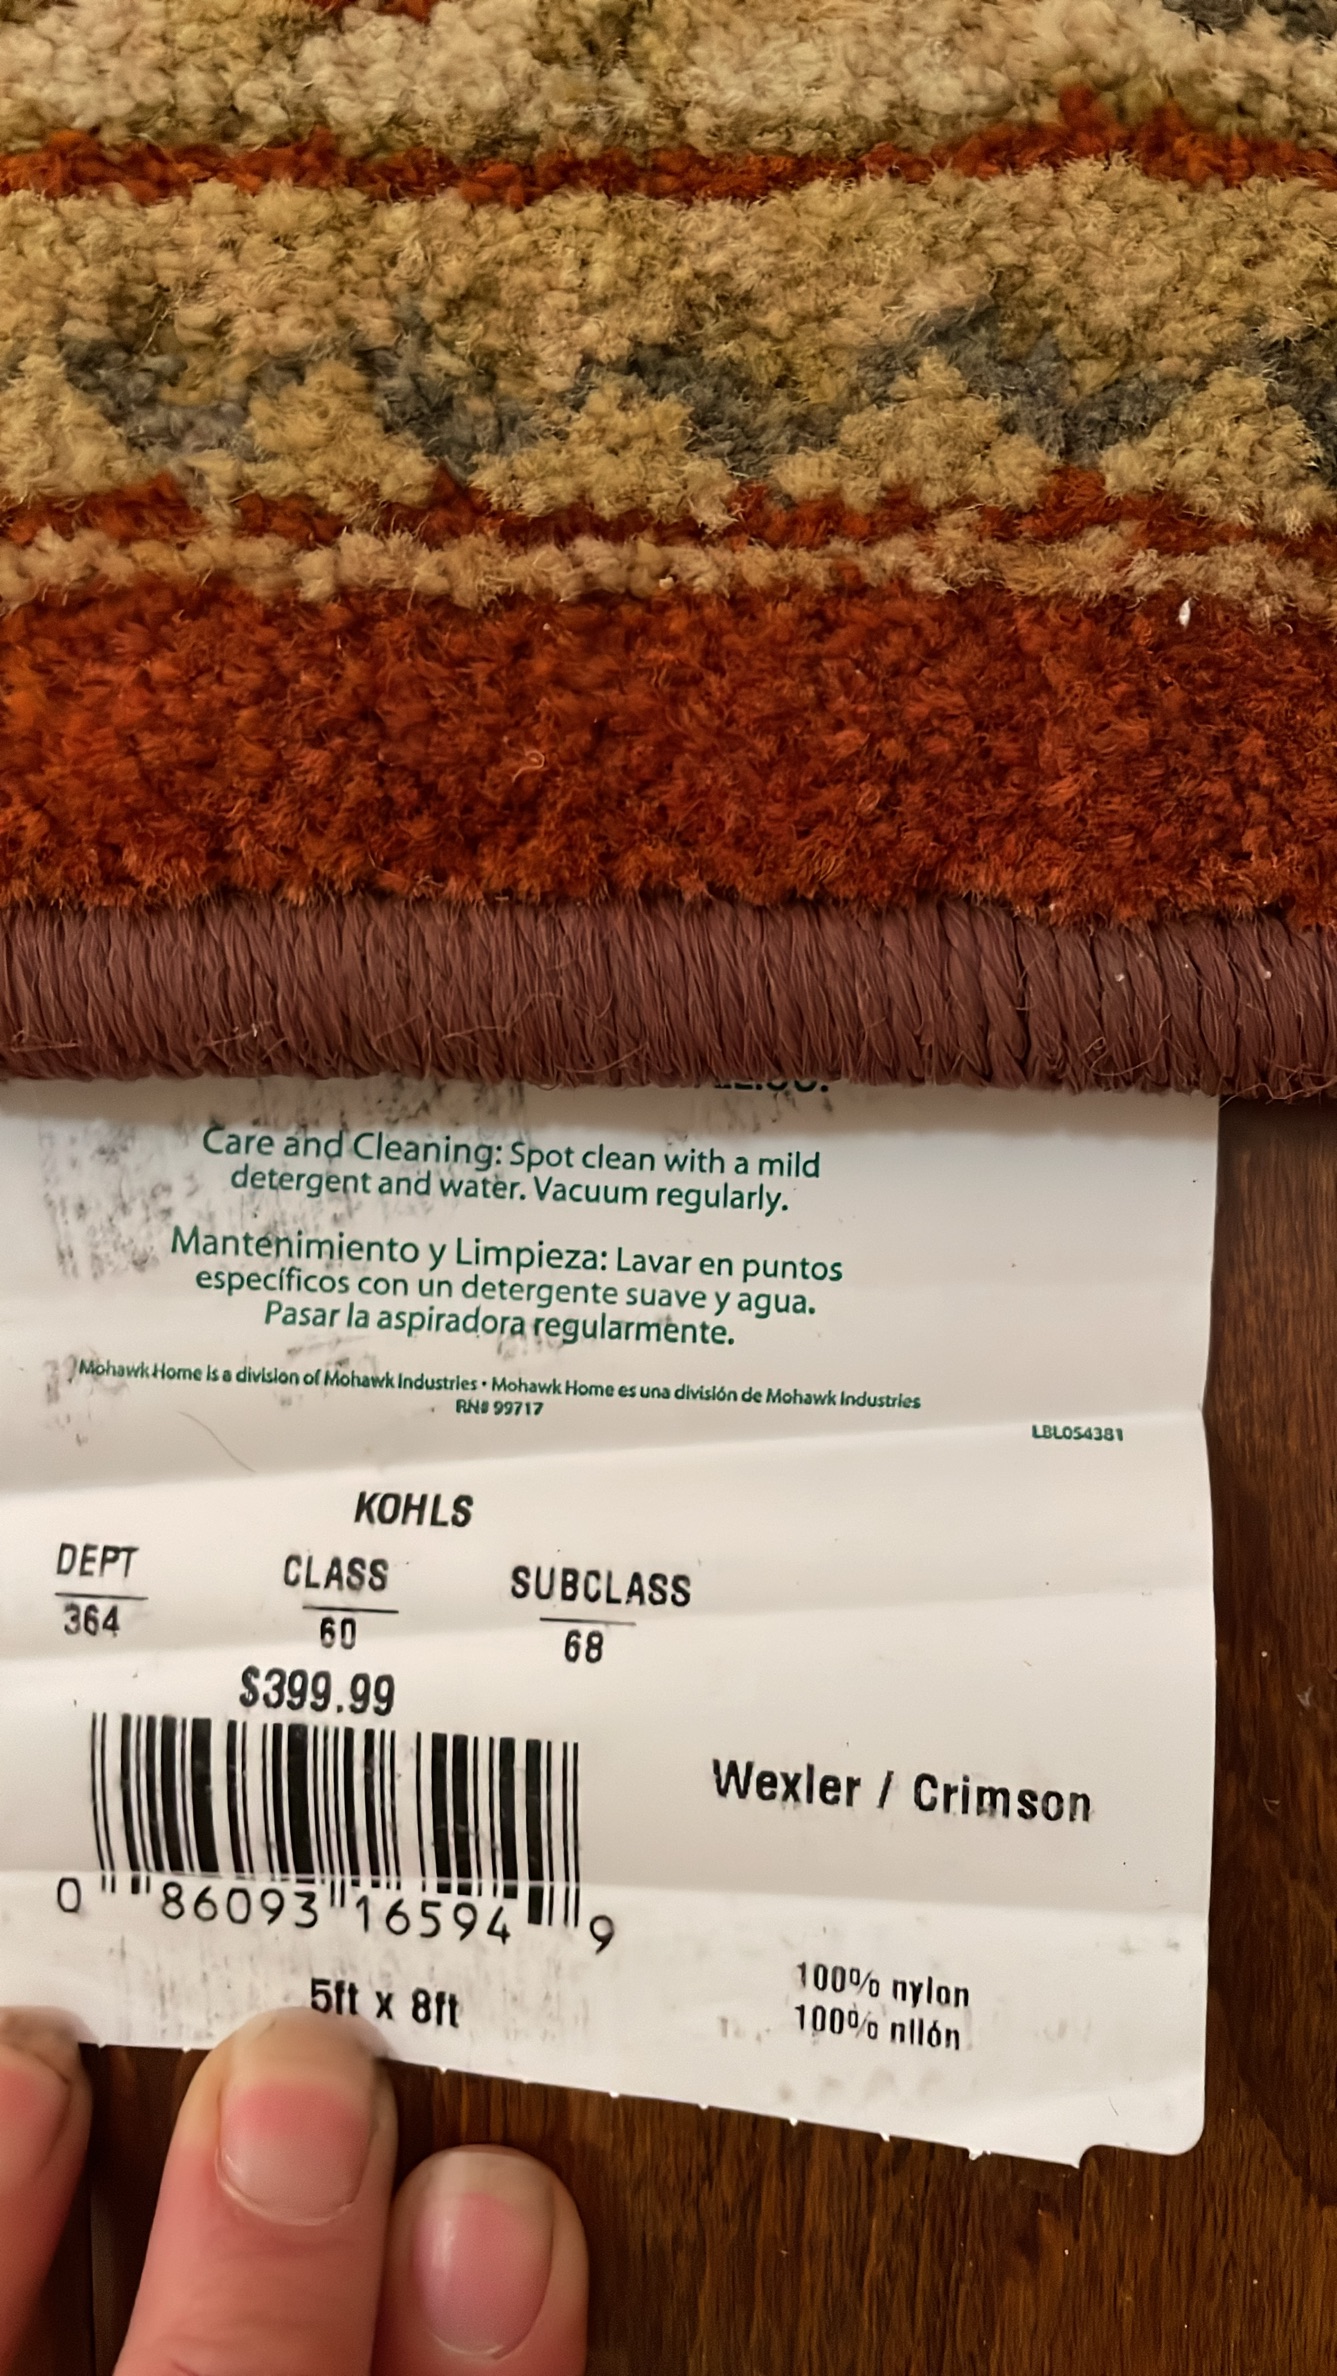 Care and Cleaning: Spot clean with a mild
detergent and water. Vacuum regularly.
Mantenimiento y Limpieza: Lavar en puntos
específicos con un detergente suave y agua.
Pasar la aspiradora regularmente.
Mohawk Home is a division of Mohawk Industries • Mohawk Home es una división de Mohawk Industries
RN# 99717
LBL054381
KOHLS
DEPT CLASS SUBCLASS
364 60 68
$399.99
Wexler / Crimson
0 86093 16594 9
5ft x 8ft
100% nylon
100% nilón